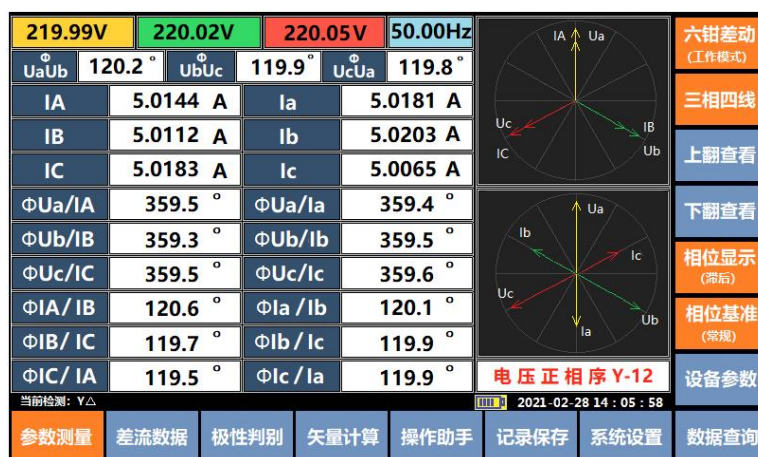 219.99V 220.02V 220.05V 50.00Hz
Φ UaUb 120.2° Φ UbUc 119.9° Φ UcUa 119.8°
IA 5.0144 A Ia 5.0181 A
IB 5.0112 A Ib 5.0203 A
IC 5.0183 A Ic 5.0065 A
ΦUa/IA 359.5° ΦUa/Ia 359.4°
ΦUb/IB 359.3° ΦUb/Ib 359.5°
ΦUc/IC 359.5° ΦUc/Ic 359.6°
ΦIA/IB 120.6° ΦIa/Ib 120.1°
ΦIB/IC 119.7° ΦIb/Ic 119.9°
ΦIC/IA 119.5° ΦIc/Ia 119.9°
当前检测: Y△
IA Ua
Uc IB
IC Ub
Ua
Ib Ic
Uc Ub
Ia
电压正相序 Y-12
2021-02-28 14:05:58
六钳差动
(工作模式)
三相四线
上翻查看
下翻查看
相位显示
(滞后)
相位基准
(常规)
设备参数
参数测量 差流数据 极性判别 矢量计算 操作助手 记录保存 系统设置 数据查询